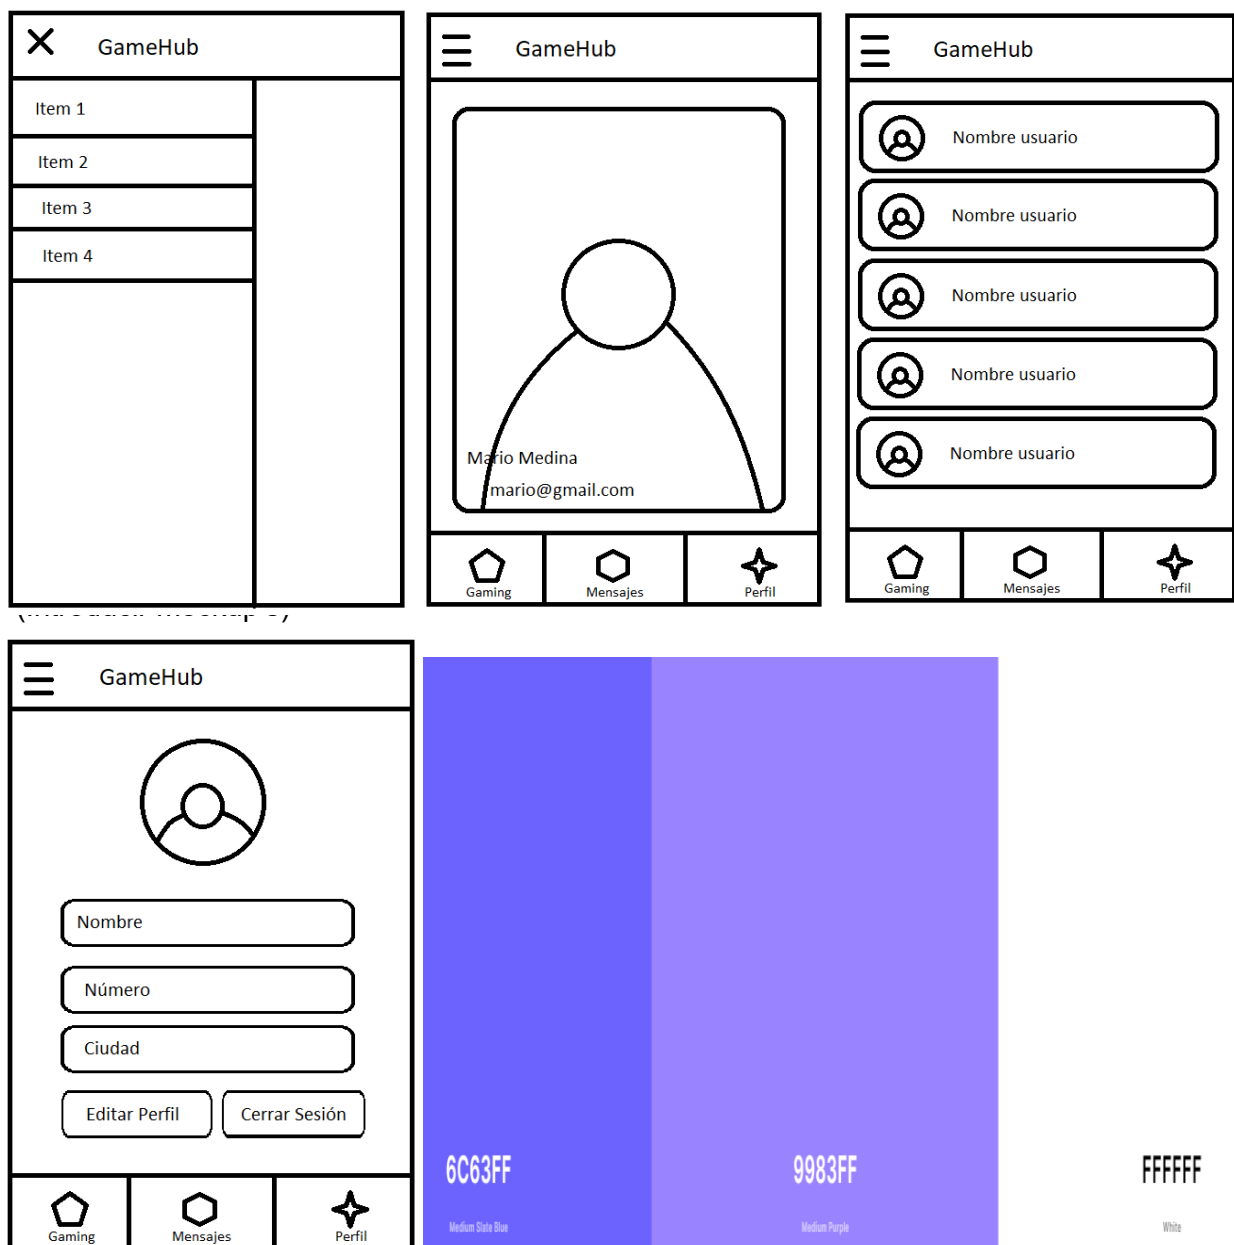 GameHub
Item 1
Item 2
Item 3
Item 4
GameHub
Mario Medina
mario@gmail.com
Gaming
Mensajes
Perfil
GameHub
Nombre usuario
Nombre usuario
Nombre usuario
Nombre usuario
Nombre usuario
Gaming
Mensajes
Perfil
GameHub
Nombre
Número
Ciudad
Editar Perfil
Cerrar Sesión
Gaming
Mensajes
Perfil
6C63FF
Medium Slate Blue
9983FF
Medium Purple
FFFFFF
White